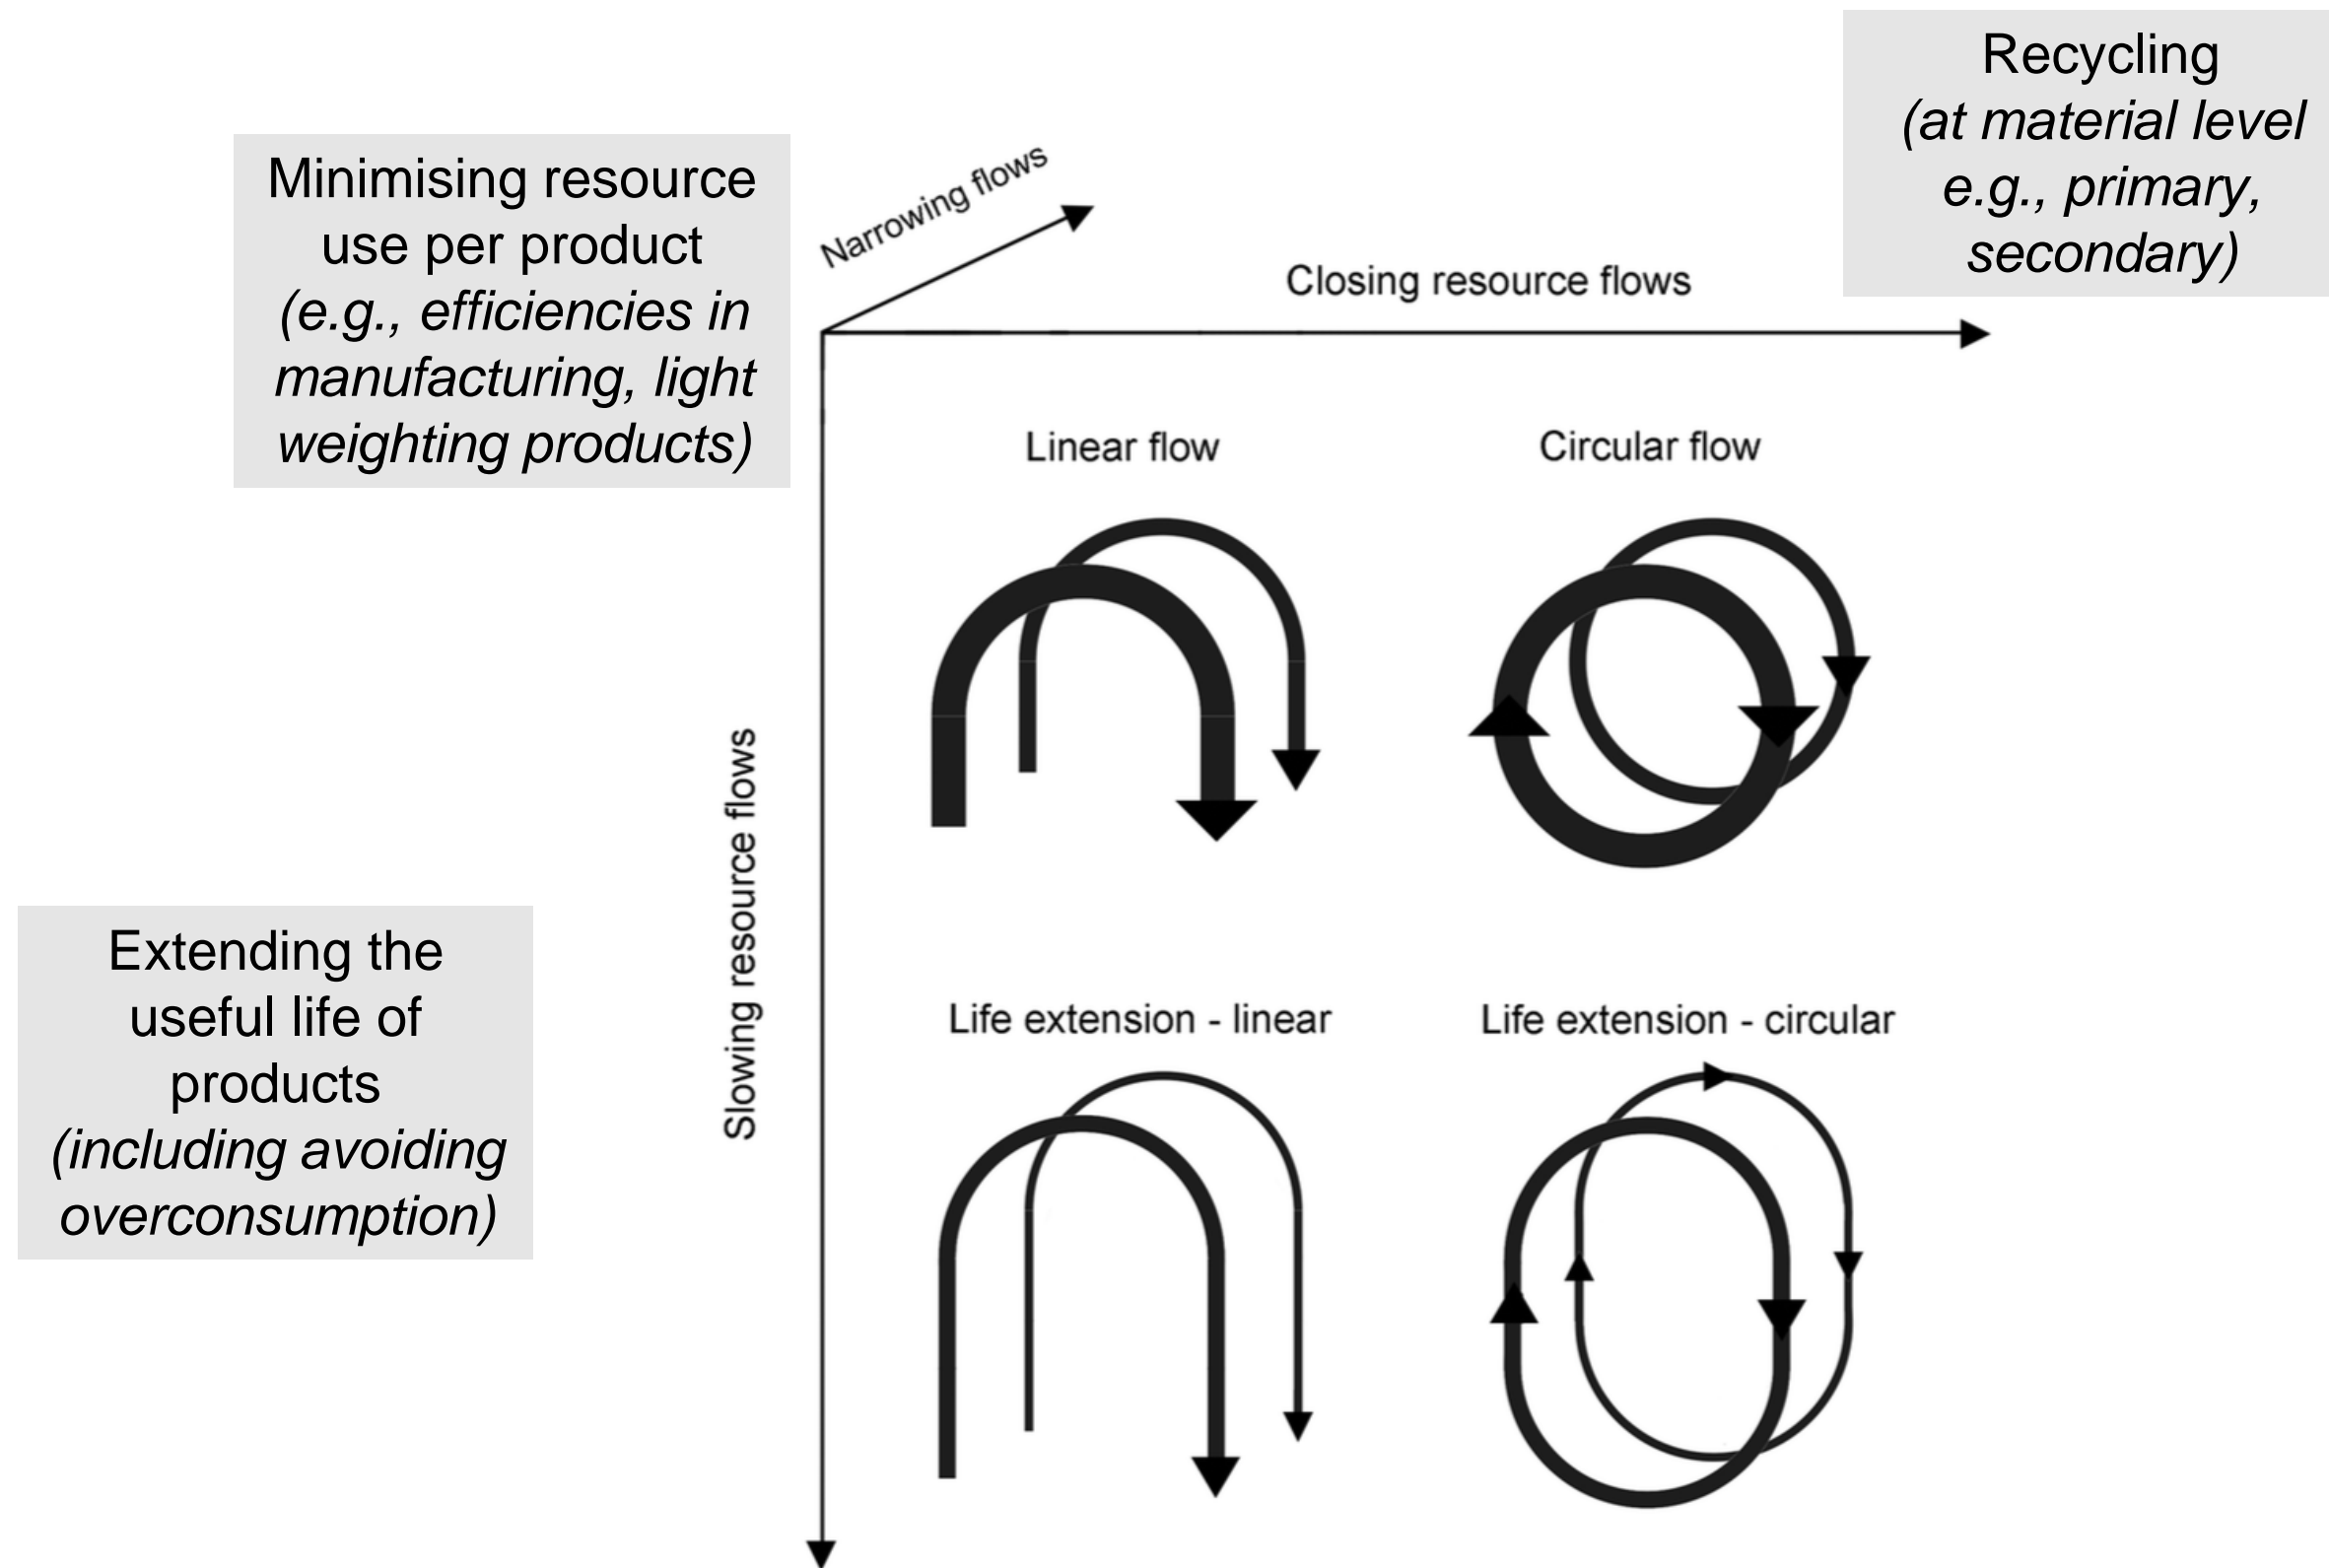 Recycling
(at material level
e.g., primary,
secondary)
Minimising resource
use per product
(e.g., efficiencies in
manufacturing, light
weighting products)
Narrowing flows
Closing resource flows
Linear flow
Circular flow
Slowing resource flows
Extending the
useful life of
products
(including avoiding
overconsumption)
Life extension - linear
Life extension - circular